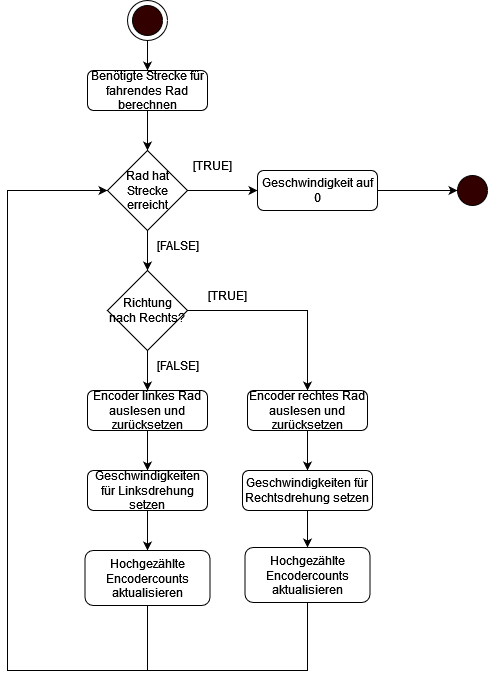 Benötigte Strecke für
fahrendes Rad
berechnen
Rad hat
Strecke
erreicht
[TRUE]
Geschwindigkeit auf
0
[FALSE]
Richtung
nach Rechts?
[TRUE]
[FALSE]
Encoder linkes Rad
auslesen und
zurücksetzen
Encoder rechtes Rad
auslesen und
zurücksetzen
Geschwindigkeiten
für Linksdrehung
setzen
Geschwindigkeiten für
Rechtsdrehung setzen
Hochgezählte
Encodercounts
aktualisieren
Hochgezählte
Encodercounts
aktualisieren